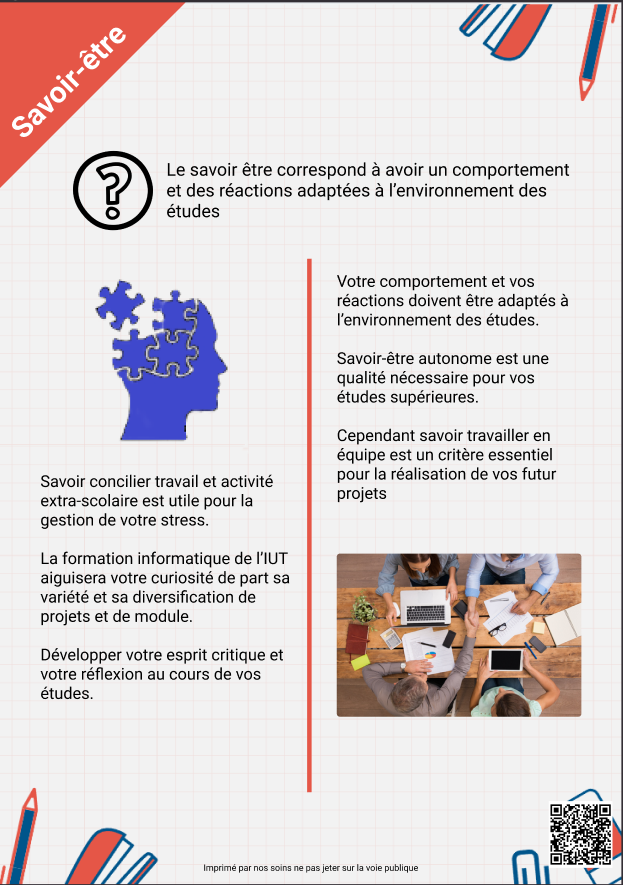 Savoir-être
Le savoir être correspond à avoir un comportement
et des réactions adaptées à l'environnement des
études
Savoir concilier travail et activité
extra-scolaire est utile pour la
gestion de votre stress.
La formation informatique de l'IUT
aiguisera votre curiosité de part sa
variété et sa diversification de
projets et de module.
Développer votre esprit critique et
votre réflexion au cours de vos
études.
Votre comportement et vos
réactions doivent être adaptés à
l'environnement des études.
Savoir-être autonome est une
qualité nécessaire pour vos
études supérieures.
Cependant savoir travailler en
équipe est un critère essentiel
pour la réalisation de vos futur
projets
Imprimé par nos soins ne pas jeter sur la voie publique